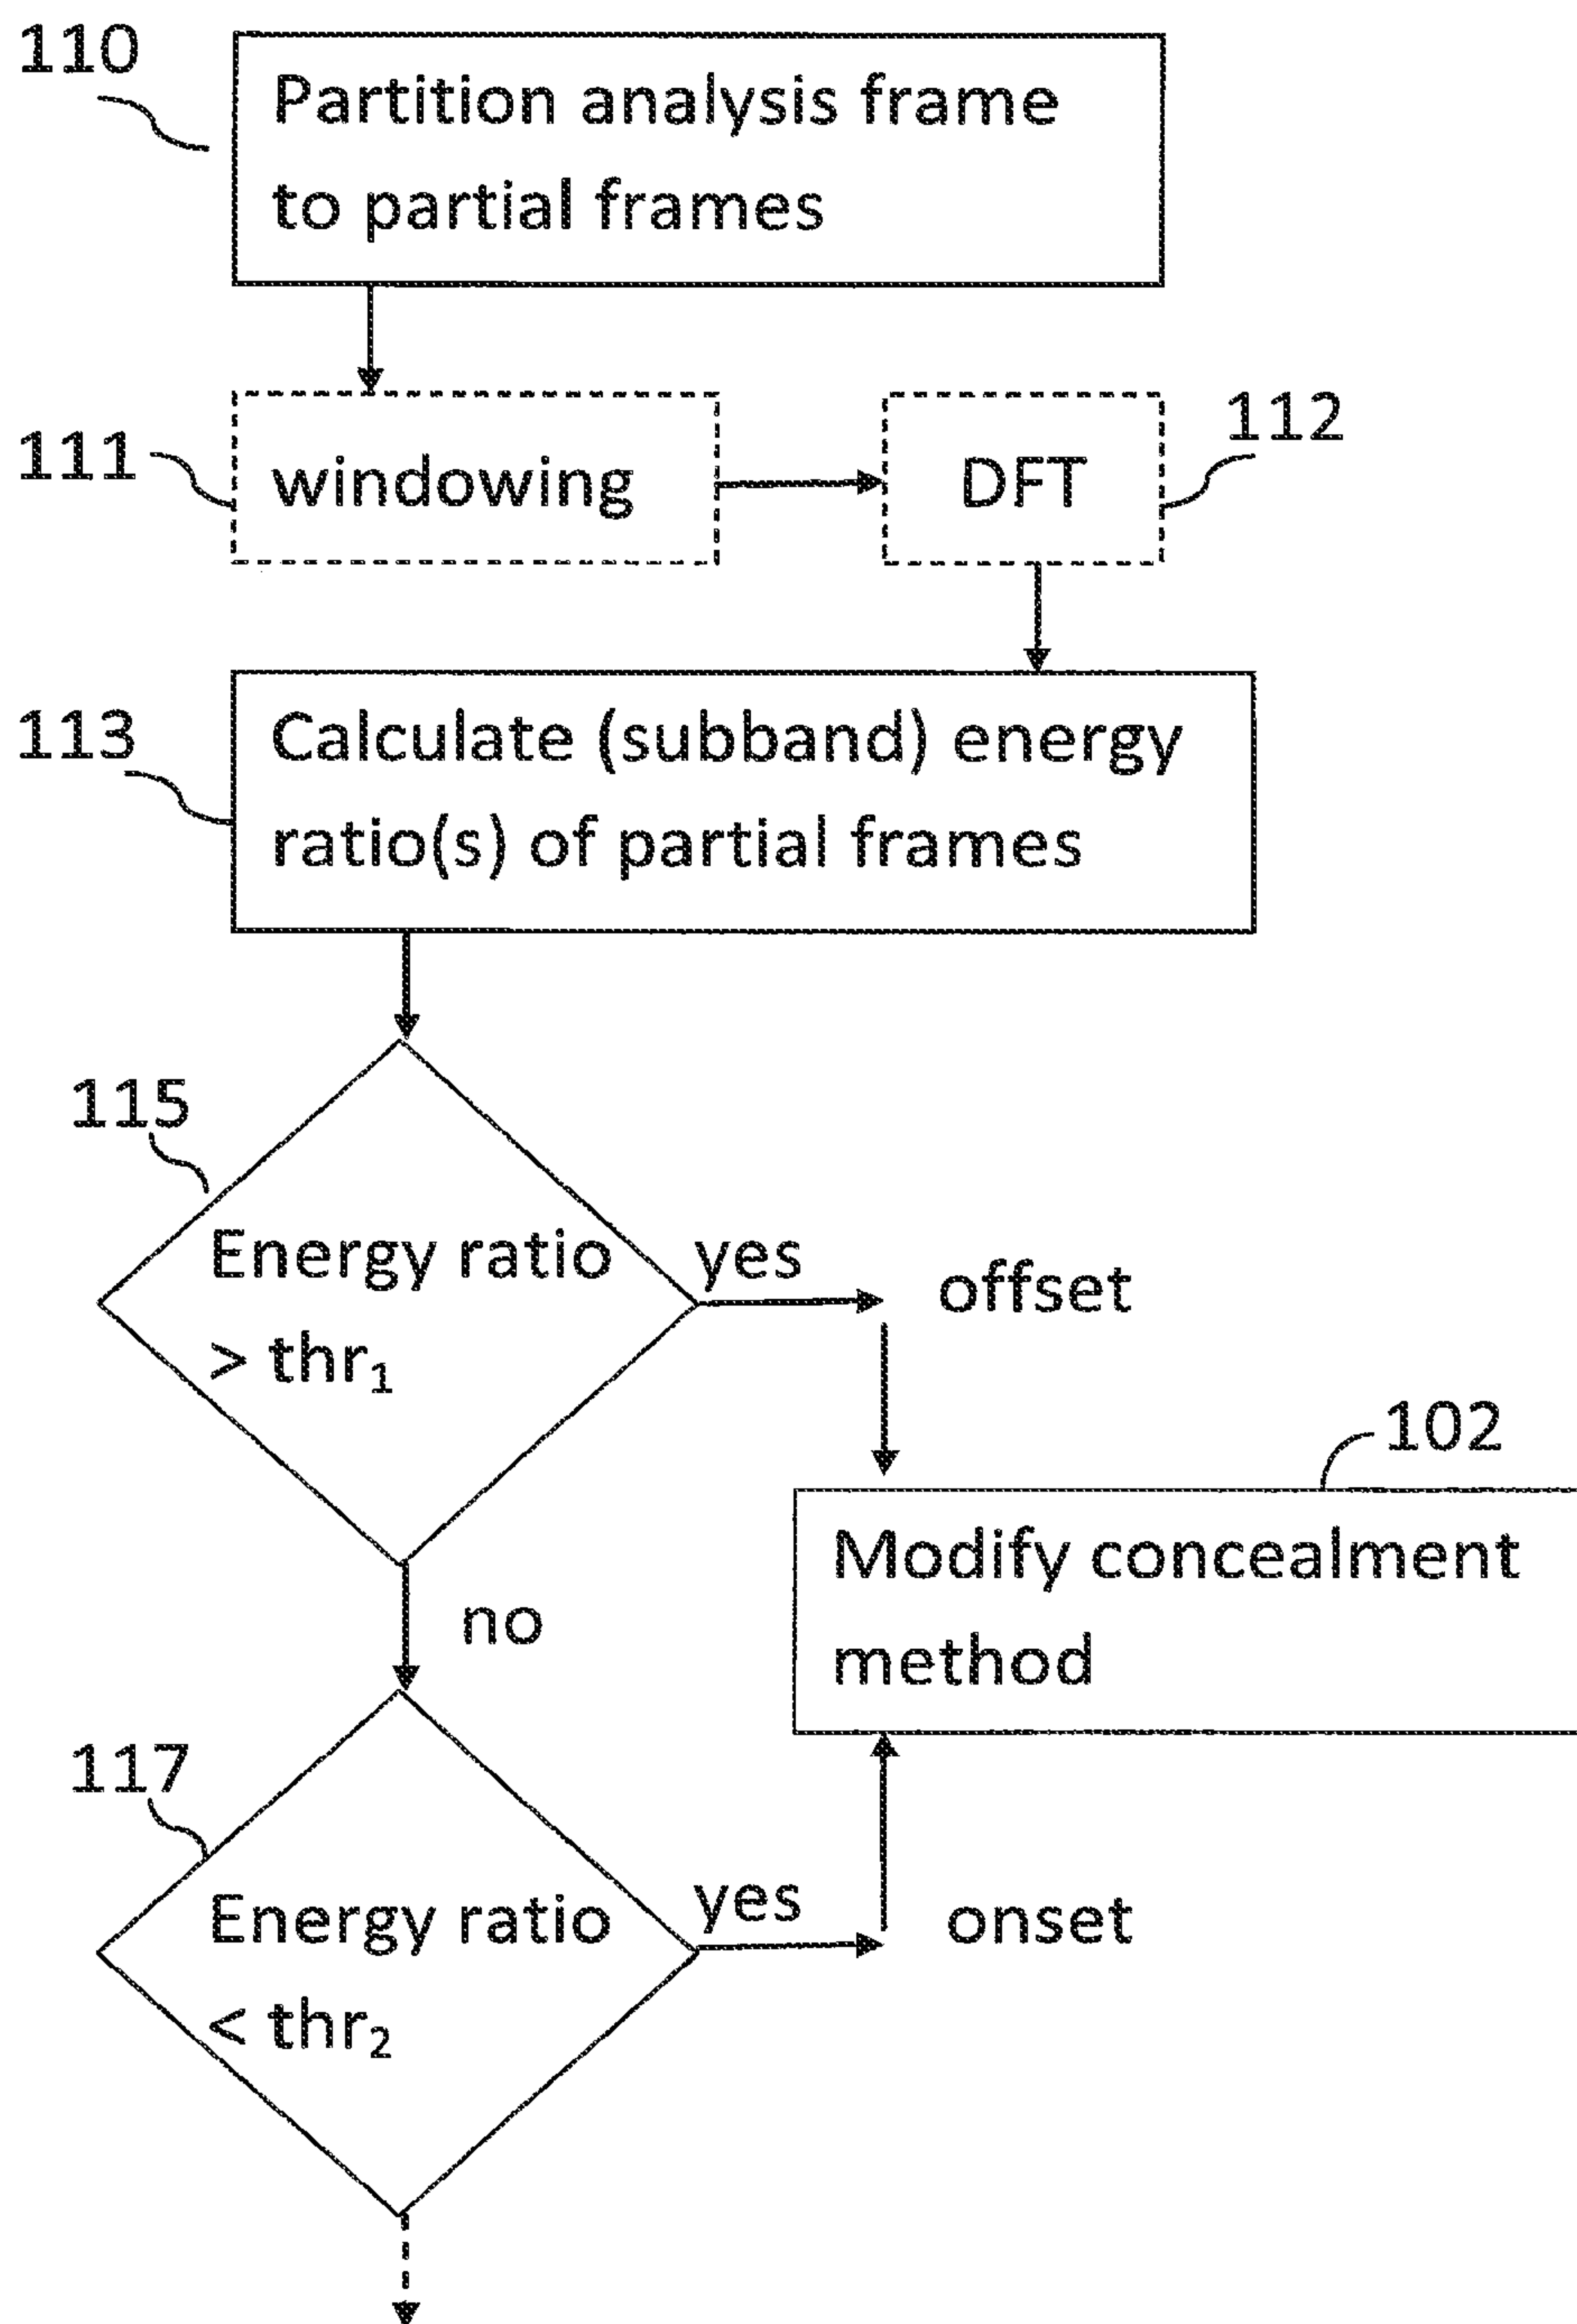 110
Partition analysis frame
to partial frames
111
windowing
DFT
112
113
Calculate (subband) energy
ratio(s) of partial frames
115
Energy ratio
> thr₁
yes
offset
no
102
Modify concealment
method
117
Energy ratio
< thr₂
yes
onset